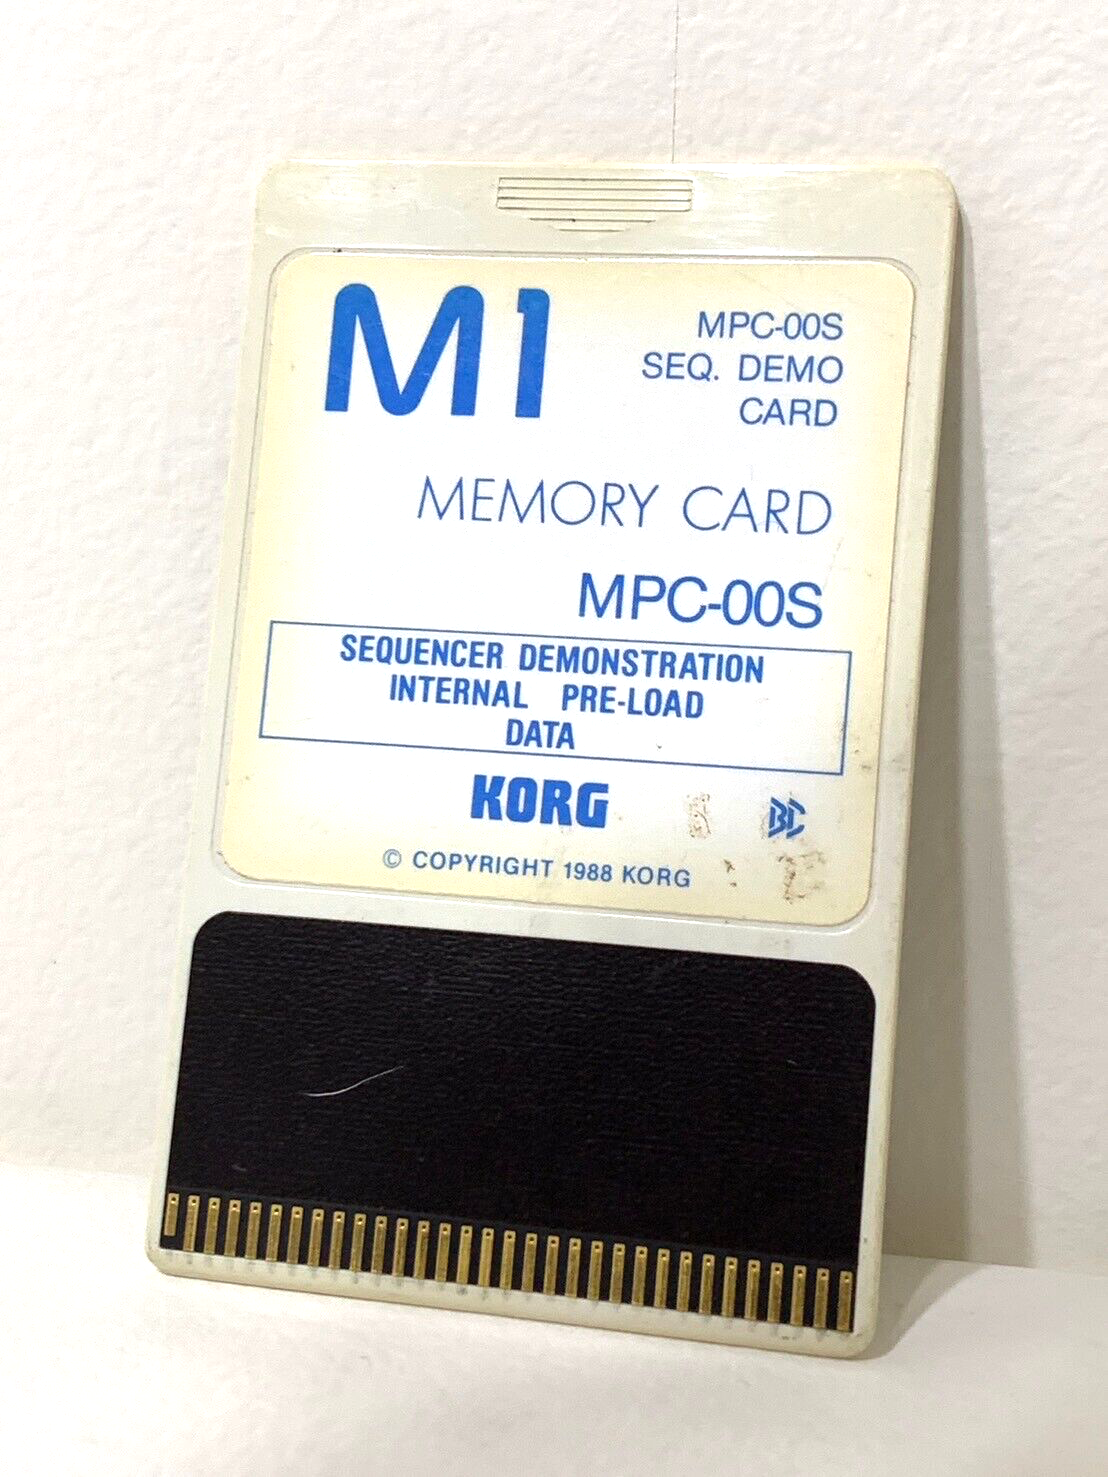 M1
MPC-00S
SEQ. DEMO
CARD
MEMORY CARD
MPC-00S
SEQUENCER DEMONSTRATION
INTERNAL PRE-LOAD
DATA
KORG
BC
© COPYRIGHT 1988 KORG